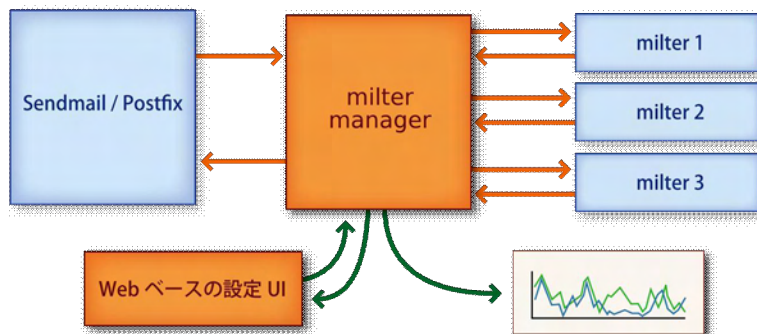 Sendmail / Postfix
milter
manager
milter 1
milter 2
milter 3
Web ベースの設定 UI